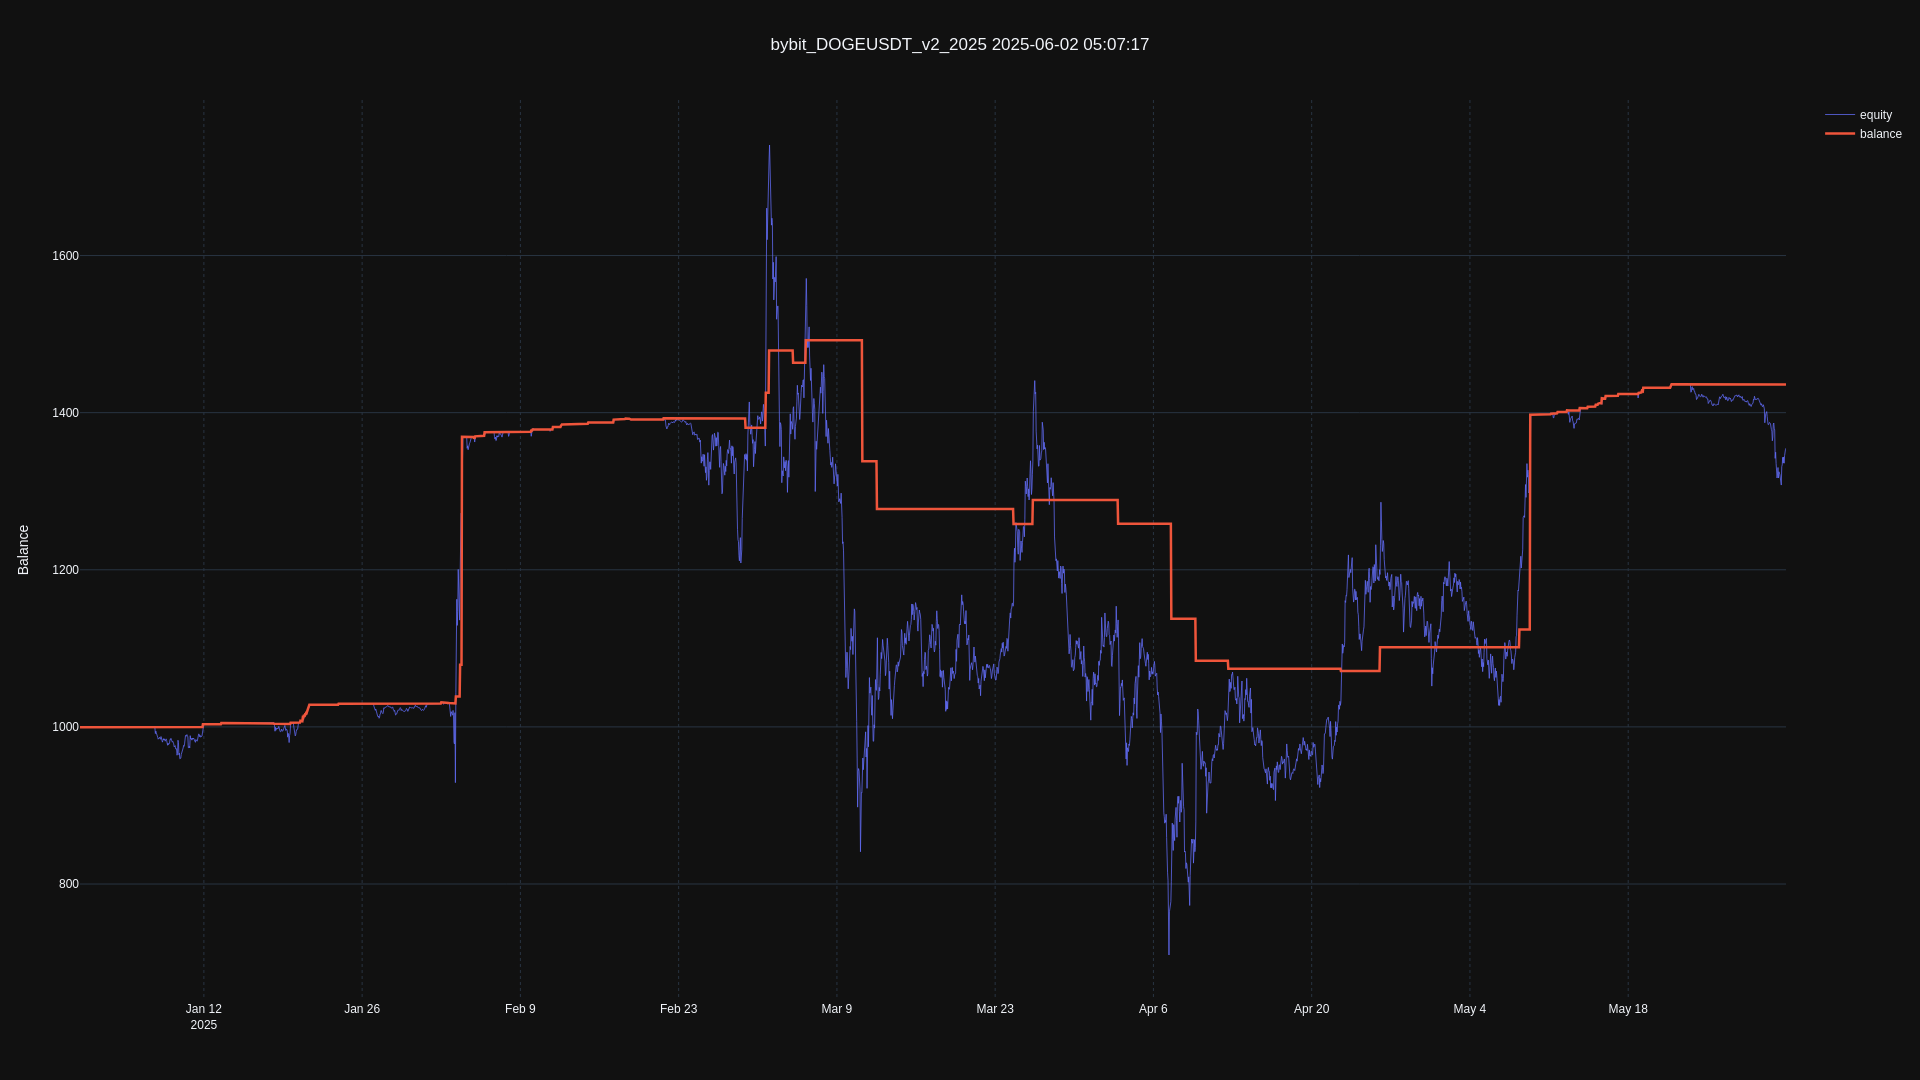 bybit_DOGEUSDT_v2_2025 2025-06-02 05:07:17
equity
balance
Balance
1600
1400
1200
1000
800
Jan 12
2025
Jan 26
Feb 9
Feb 23
Mar 9
Mar 23
Apr 6
Apr 20
May 4
May 18